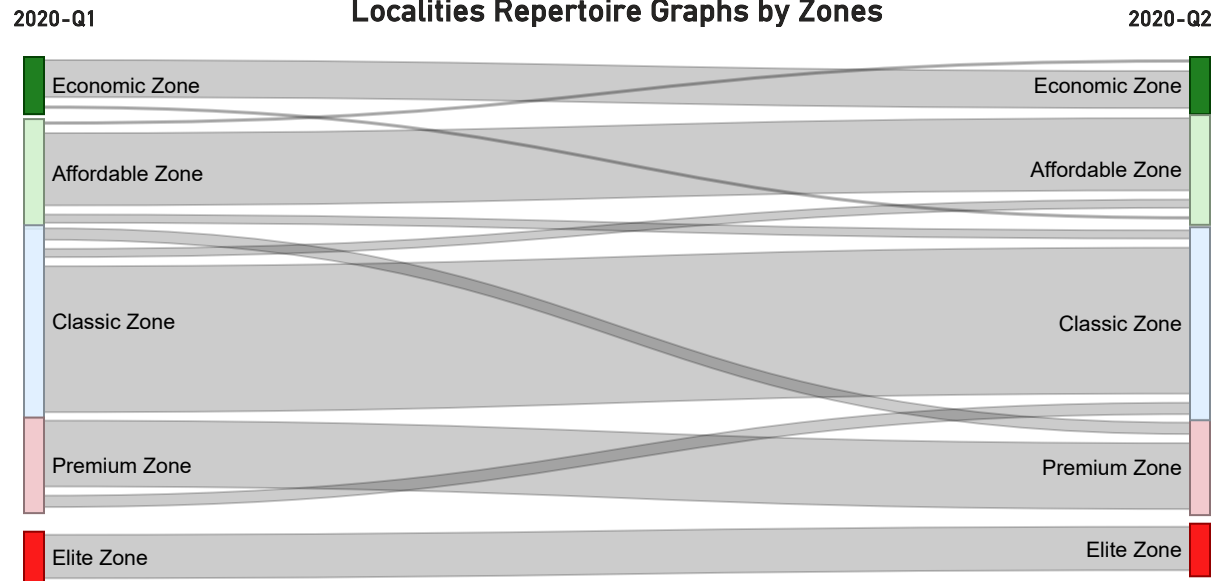 Localities Repertoire Graphs by Zones
2020-Q1
2020-Q2
Economic Zone
Economic Zone
Affordable Zone
Affordable Zone
Classic Zone
Classic Zone
Premium Zone
Premium Zone
Elite Zone
Elite Zone